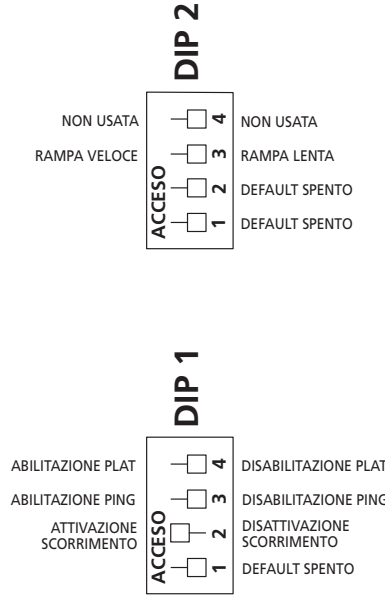 DIP 2
NON USATA
4
NON USATA
RAMPA VELOCE
3
RAMPA LENTA
ACCESO
2
DEFAULT SPENTO
1
DEFAULT SPENTO
DIP 1
ABILITAZIONE PLAT
4
DISABILITAZIONE PLAT
ABILITAZIONE PING
3
DISABILITAZIONE PING
ATTIVAZIONE
SCORRIMENTO
ACCESO
2
DISATTIVAZIONE
SCORRIMENTO
1
DEFAULT SPENTO